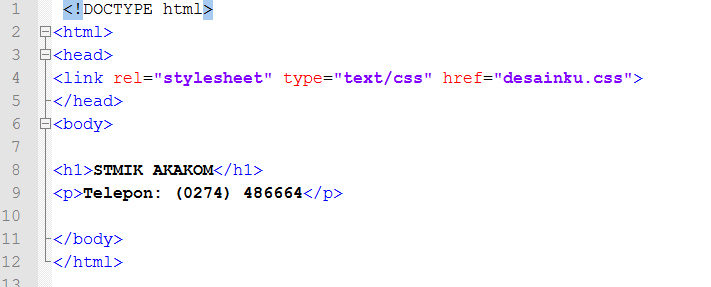 1 <!DOCTYPE html>
2 <html>
3 <head>
4 <link rel="stylesheet" type="text/css" href="desainku.css">
5 </head>
6 <body>
7
8 <h1>STMIK AKAKOM</h1>
9 <p>Telepon: (0274) 486664</p>
10
11 </body>
12 </html>
13